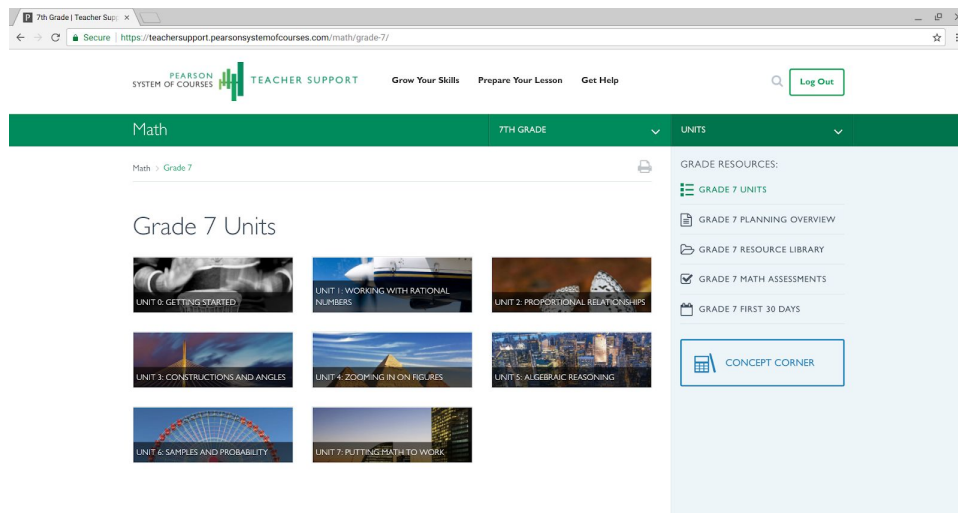 7th Grade | Teacher Sup
Secure | https://teachersupport.pearsonsystemofcourses.com/math/grade-7/
PEARSON
SYSTEM OF COURSES
TEACHER SUPPORT
Grow Your Skills
Prepare Your Lesson
Get Help
Log Out
Math
7TH GRADE
UNITS
Math > Grade 7
GRADE RESOURCES:
GRADE 7 UNITS
GRADE 7 PLANNING OVERVIEW
GRADE 7 RESOURCE LIBRARY
GRADE 7 MATH ASSESSMENTS
GRADE 7 FIRST 30 DAYS
CONCEPT CORNER
Grade 7 Units
UNIT 0: GETTING STARTED
UNIT 1: WORKING WITH RATIONAL
NUMBERS
UNIT 2: PROPORTIONAL RELATIONSHIPS
UNIT 3: CONSTRUCTIONS AND ANGLES
UNIT 4: ZOOMING IN ON FIGURES
UNIT 5: ALGEBRAIC REASONING
UNIT 6: SAMPLES AND PROBABILITY
UNIT 7: PUTTING MATH TO WORK